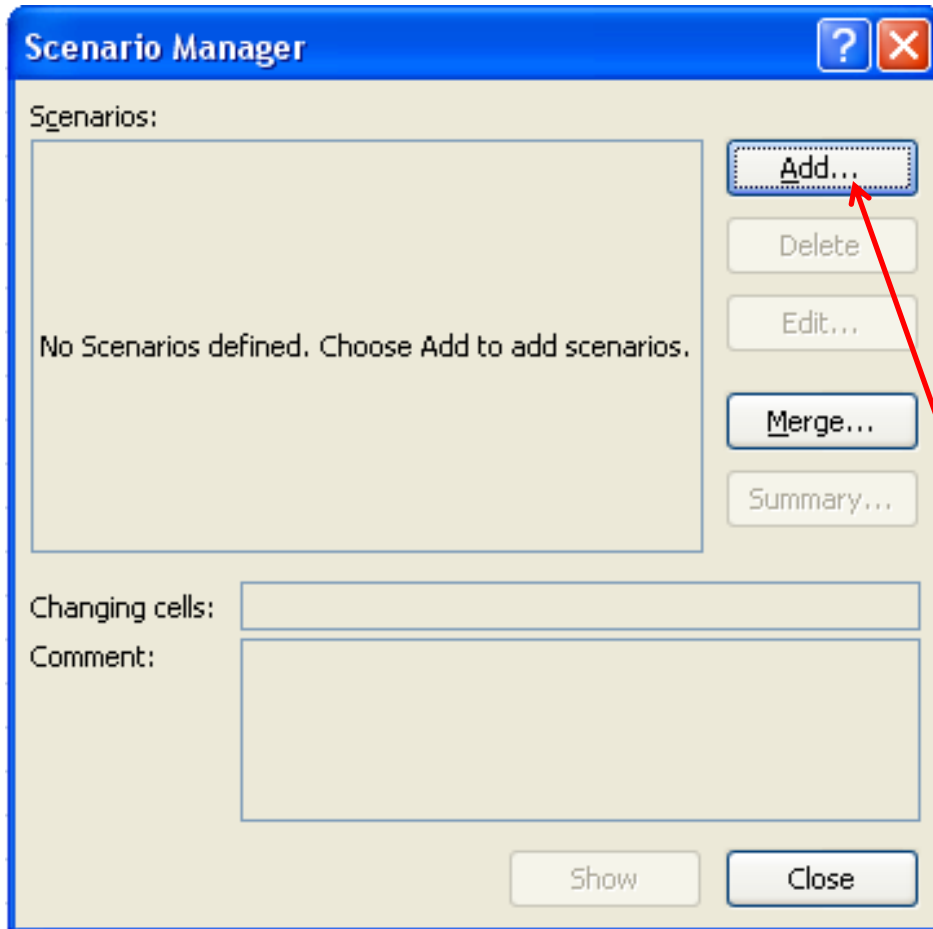 Scenario Manager
?
Scenarios:
Add...
Delete
Edit...
No Scenarios defined. Choose Add to add scenarios.
Merge...
Summary...
Changing cells:
Comment:
Show
Close